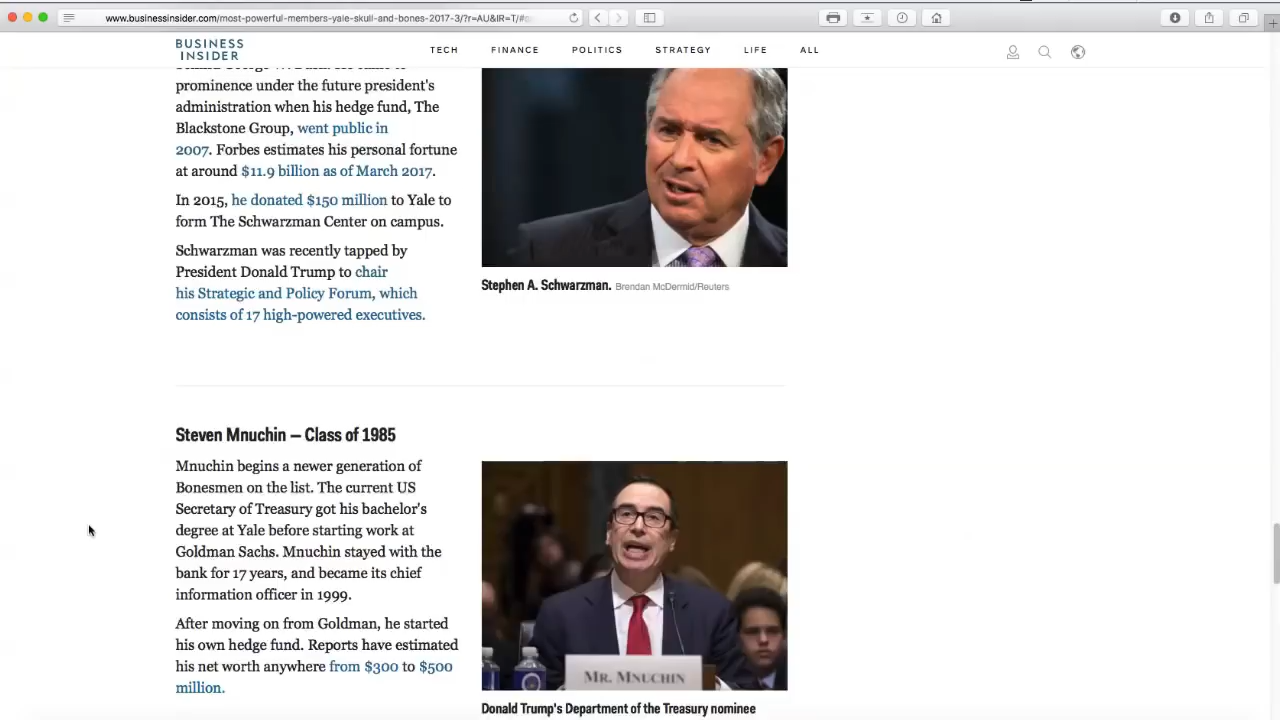 www.businessinsider.com/most-powerful-members-yale-skull-and-bones-2017-3/?r=AU&IR=T/#
BUSINESS
INSIDER
TECH FINANCE POLITICS STRATEGY LIFE ALL
prominence under the future president's
administration when his hedge fund, The
Blackstone Group, went public in
2007. Forbes estimates his personal fortune
at around $11.9 billion as of March 2017.
In 2015, he donated $150 million to Yale to
form The Schwarzman Center on campus.
Schwarzman was recently tapped by
President Donald Trump to chair
his Strategic and Policy Forum, which
consists of 17 high-powered executives.
Stephen A. Schwarzman. Brendan McDermid/Reuters
Steven Mnuchin – Class of 1985
Mnuchin begins a newer generation of
Bonesmen on the list. The current US
Secretary of Treasury got his bachelor's
degree at Yale before starting work at
Goldman Sachs. Mnuchin stayed with the
bank for 17 years, and became its chief
information officer in 1999.
After moving on from Goldman, he started
his own hedge fund. Reports have estimated
his net worth anywhere from $300 to $500
million.
MR. MNUCHIN
Donald Trump's Department of the Treasury nominee